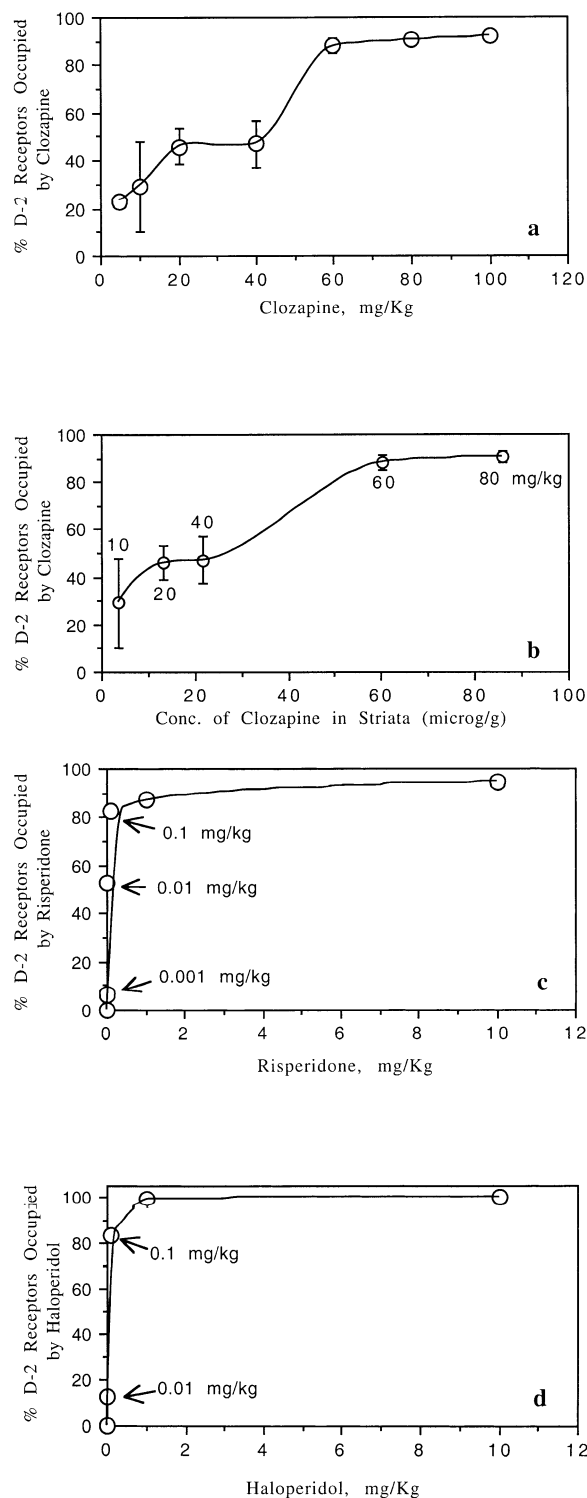 % D-2 Receptors Occupied
by Clozapine
100
80
60
40
20
0
a
0 20 40 60 80 100 120
Clozapine, mg/Kg
% D-2 Receptors Occupied
by Clozapine
100
80
60
40
20
0
10
20
40
60
80 mg/kg
b
0 20 40 60 80 100
Conc. of Clozapine in Striata (microg/g)
% D-2 Receptors Occupied
by Risperidone
100
80
60
40
20
0
0.1 mg/kg
0.01 mg/kg
0.001 mg/kg
c
0 2 4 6 8 10 12
Risperidone, mg/Kg
% D-2 Receptors Occupied
by Haloperidol
100
80
60
40
20
0
0.1 mg/kg
0.01 mg/kg
d
0 2 4 6 8 10 12
Haloperidol, mg/Kg